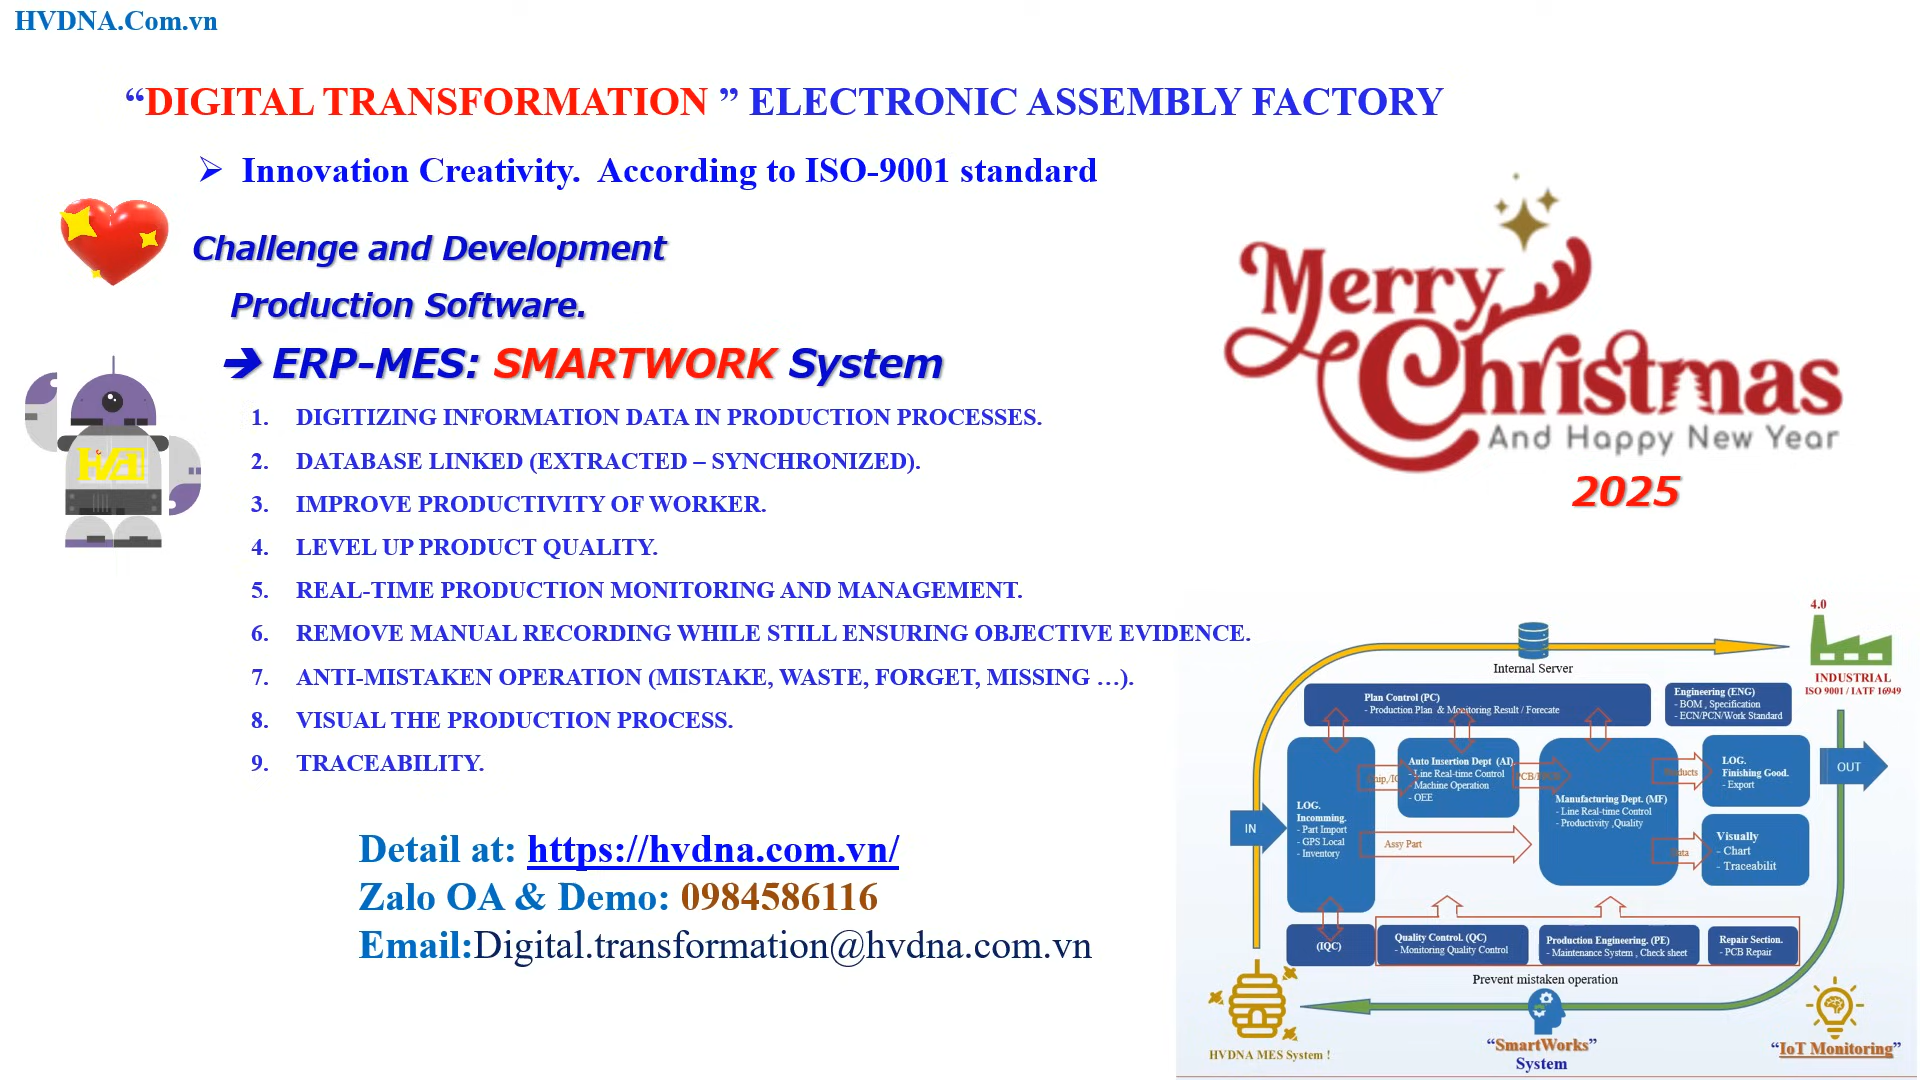 HVDNA.Com.vn
“DIGITAL TRANSFORMATION ” ELECTRONIC ASSEMBLY FACTORY
Innovation Creativity. According to ISO-9001 standard
Challenge and Development
Production Software.
ERP-MES: SMARTWORK System
1. DIGITIZING INFORMATION DATA IN PRODUCTION PROCESSES.
2. DATABASE LINKED (EXTRACTED – SYNCHRONIZED).
3. IMPROVE PRODUCTIVITY OF WORKER.
4. LEVEL UP PRODUCT QUALITY.
5. REAL-TIME PRODUCTION MONITORING AND MANAGEMENT.
6. REMOVE MANUAL RECORDING WHILE STILL ENSURING OBJECTIVE EVIDENCE.
7. ANTI-MISTAKEN OPERATION (MISTAKE, WASTE, FORGET, MISSING …).
8. VISUAL THE PRODUCTION PROCESS.
9. TRACEABILITY.
Detail at: https://hvdna.com.vn/
Zalo OA & Demo: 0984586116
Email:Digital.transformation@hvdna.com.vn
Merry
Christmas
And Happy New Year
2025
4.0
INDUSTRIAL
ISO 9001 / IATF 16949
Internal Server
Plan Control (PC)
- Production Plan & Monitoring Result / Forecate
Engineering (ENG)
- BOM , Specification
- ECN/PCN/Work Standard
IN
LOG.
Incomming.
- Part Import
- GPS Local
- Inventory
Auto Insertion Dept (AI).
- Line Real-time Control
Machine Operation
- OEE
Assy Part
Manufacturing Dept. (MF)
- Line Real-time Control
- Productivity ,Quality
LOG.
Finishing Good.
- Export
OUT
Visually
- Chart
- Traceabilit
(IQC)
Quality Control. (QC)
- Monitoring Quality Control
Production Engineering. (PE)
- Maintenance System , Check sheet
Repair Section.
- PCB Repair
Prevent mistaken operation
HVDNA MES System !
“SmartWorks”
System
“IoT Monitoring”